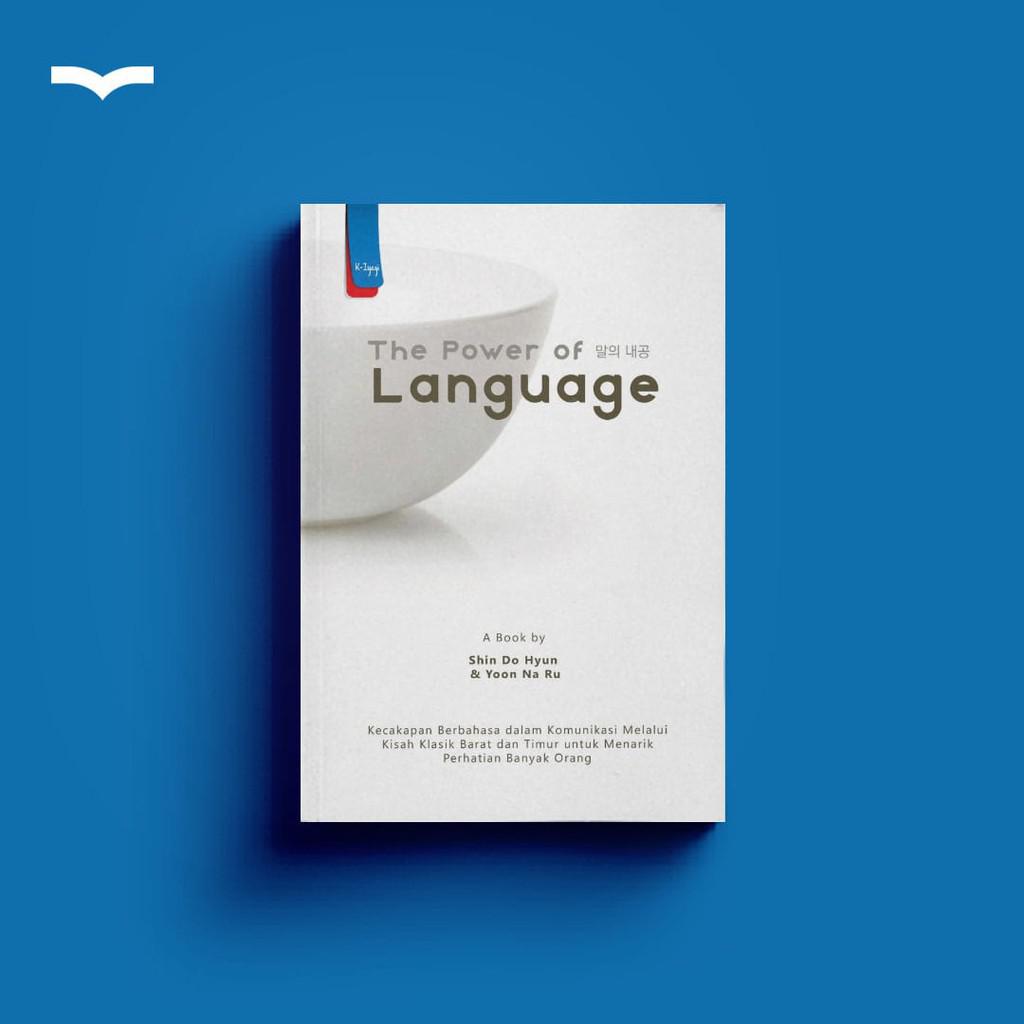 K-Iyagi
The Power of 말의 내공
Language
A Book by
Shin Do Hyun
& Yoon Na Ru
Kecakapan Berbahasa dalam Komunikasi Melalui
Kisah Klasik Barat dan Timur untuk Menarik
Perhatian Banyak Orang